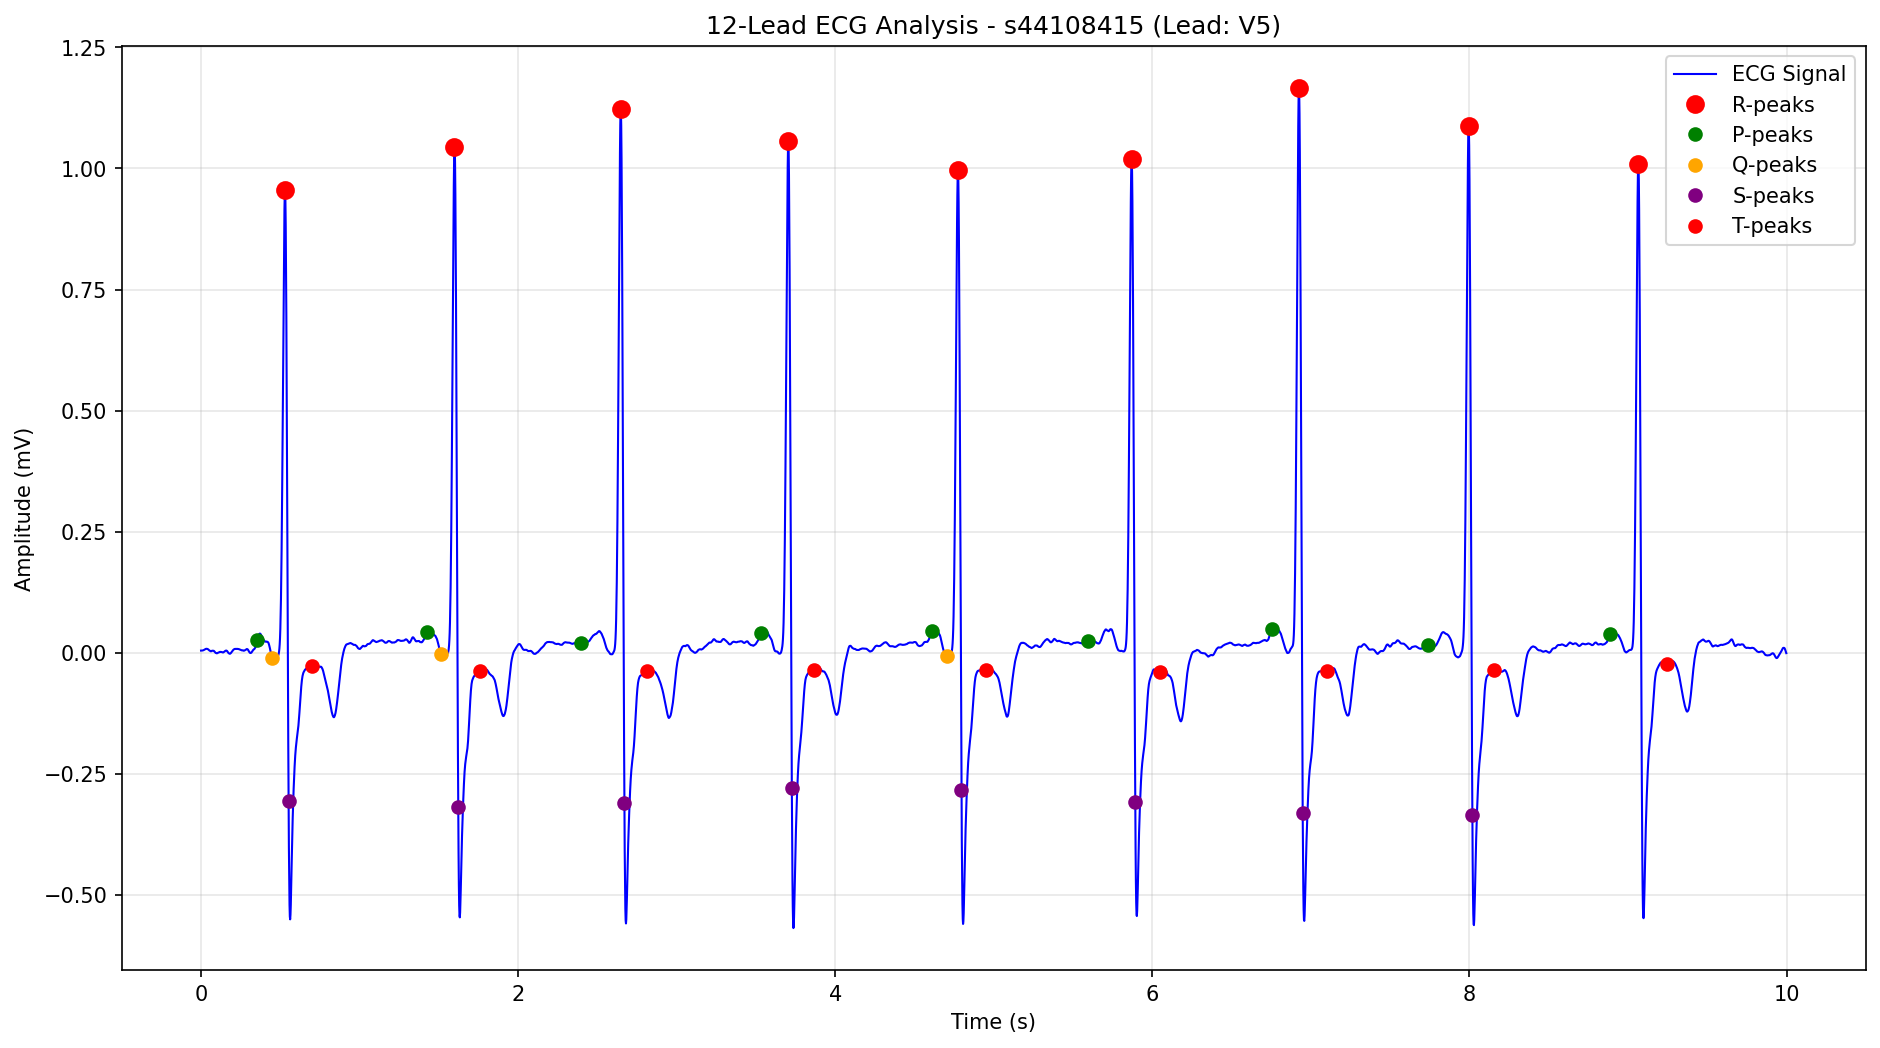 12-Lead ECG Analysis - s44108415 (Lead: V5)
ECG Signal
R-peaks
P-peaks
Q-peaks
S-peaks
T-peaks
Amplitude (mV)
1.25
1.00
0.75
0.50
0.25
0.00
−0.25
−0.50
0 2 4 6 8 10
Time (s)